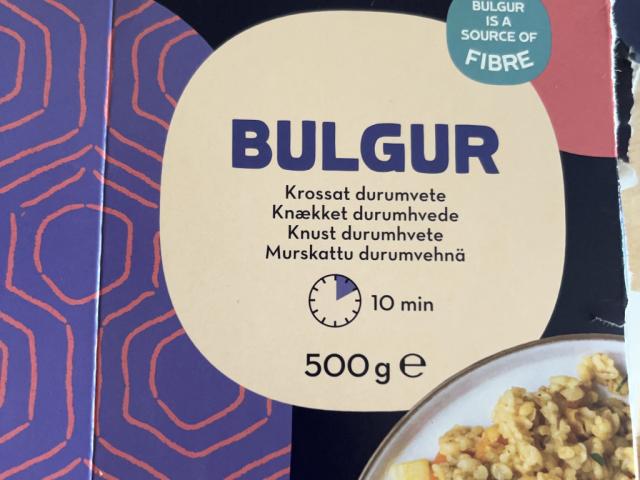 BULGUR
IS A
SOURCE OF
FIBRE
BULGUR
Krossat durumvete
Knækket durumhvede
Knust durumhvete
Murskattu durumvehnä
10 min
500 g ℮